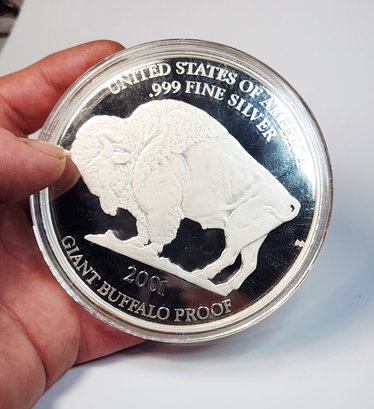 UNITED STATES OF AMERICA
.999 FINE SILVER
2001
GIANT BUFFALO PROOF